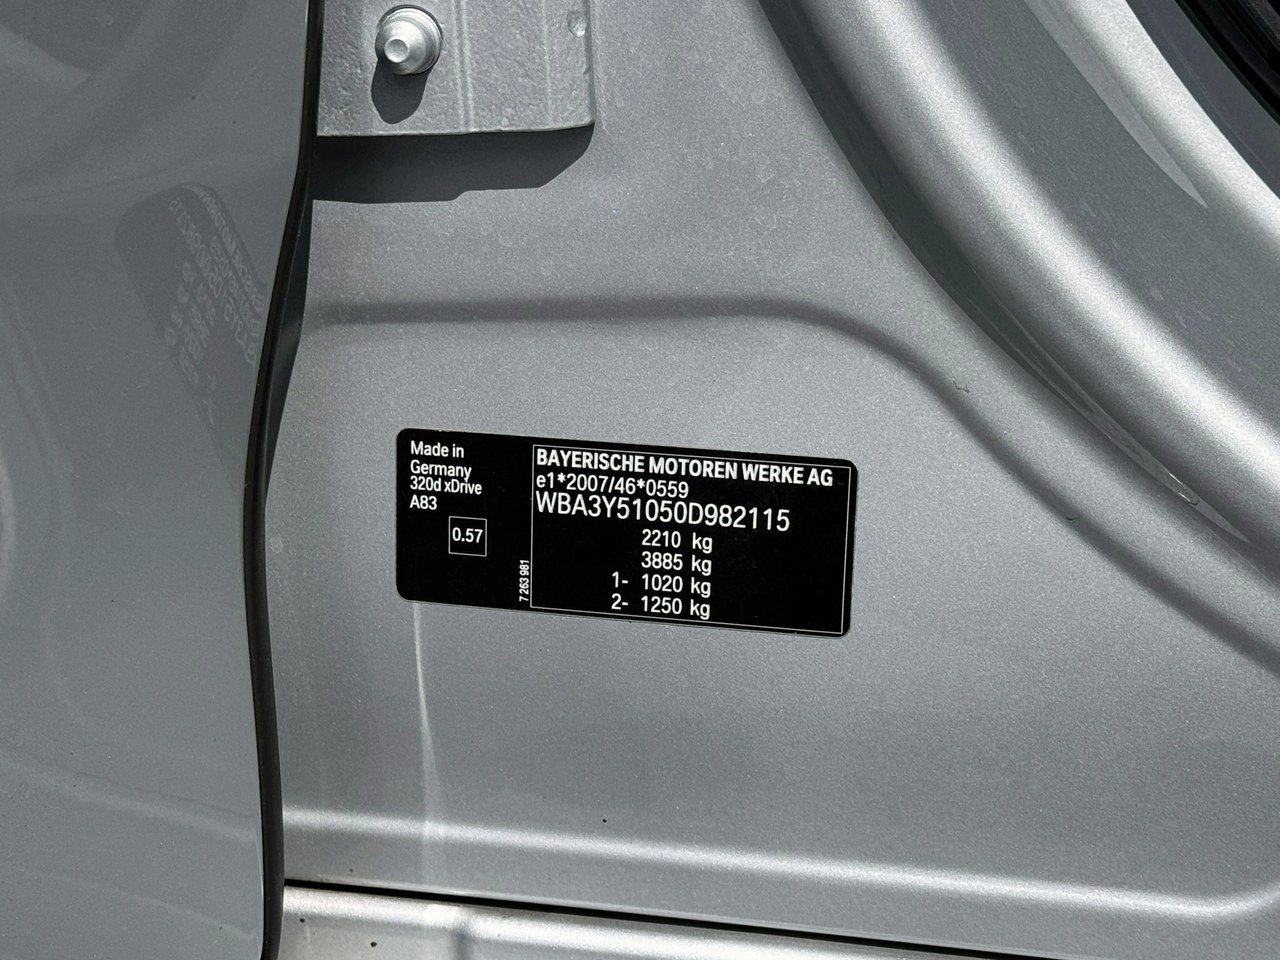 Made in
Germany
320d xDrive
A83
0.57
7 263 981
BAYERISCHE MOTOREN WERKE AG
e1*2007/46*0559
WBA3Y51050D982115
2210 kg
3885 kg
1- 1020 kg
2- 1250 kg